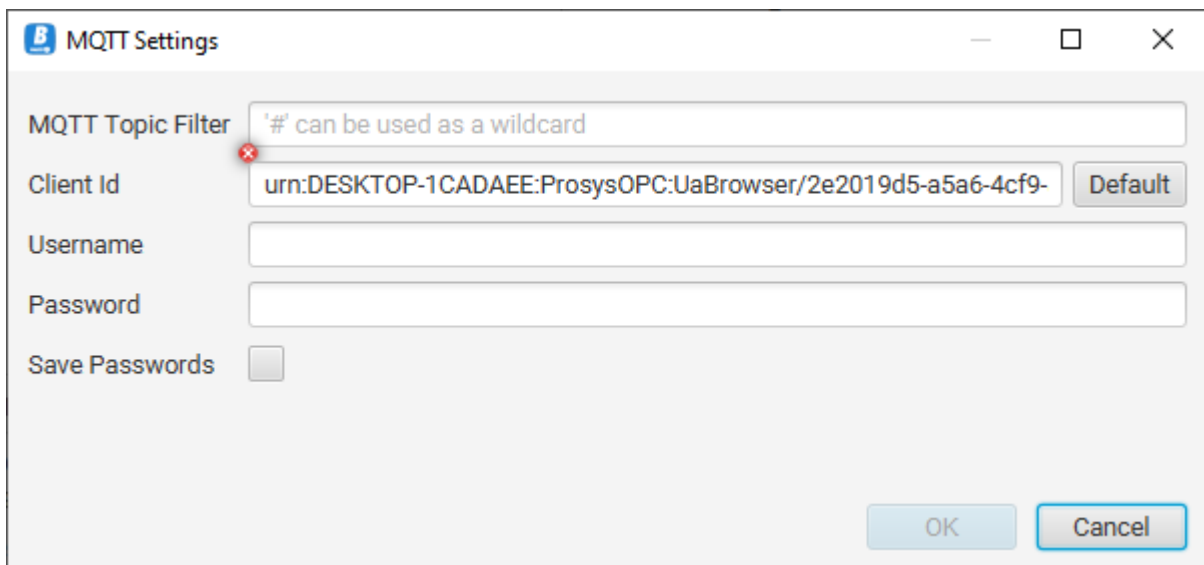 MQTT Settings
MQTT Topic Filter '#' can be used as a wildcard
Client Id urn:DESKTOP-1CADAEE:ProsysOPC:UaBrowser/2e2019d5-a5a6-4cf9- Default
Username
Password
Save Passwords
OK Cancel